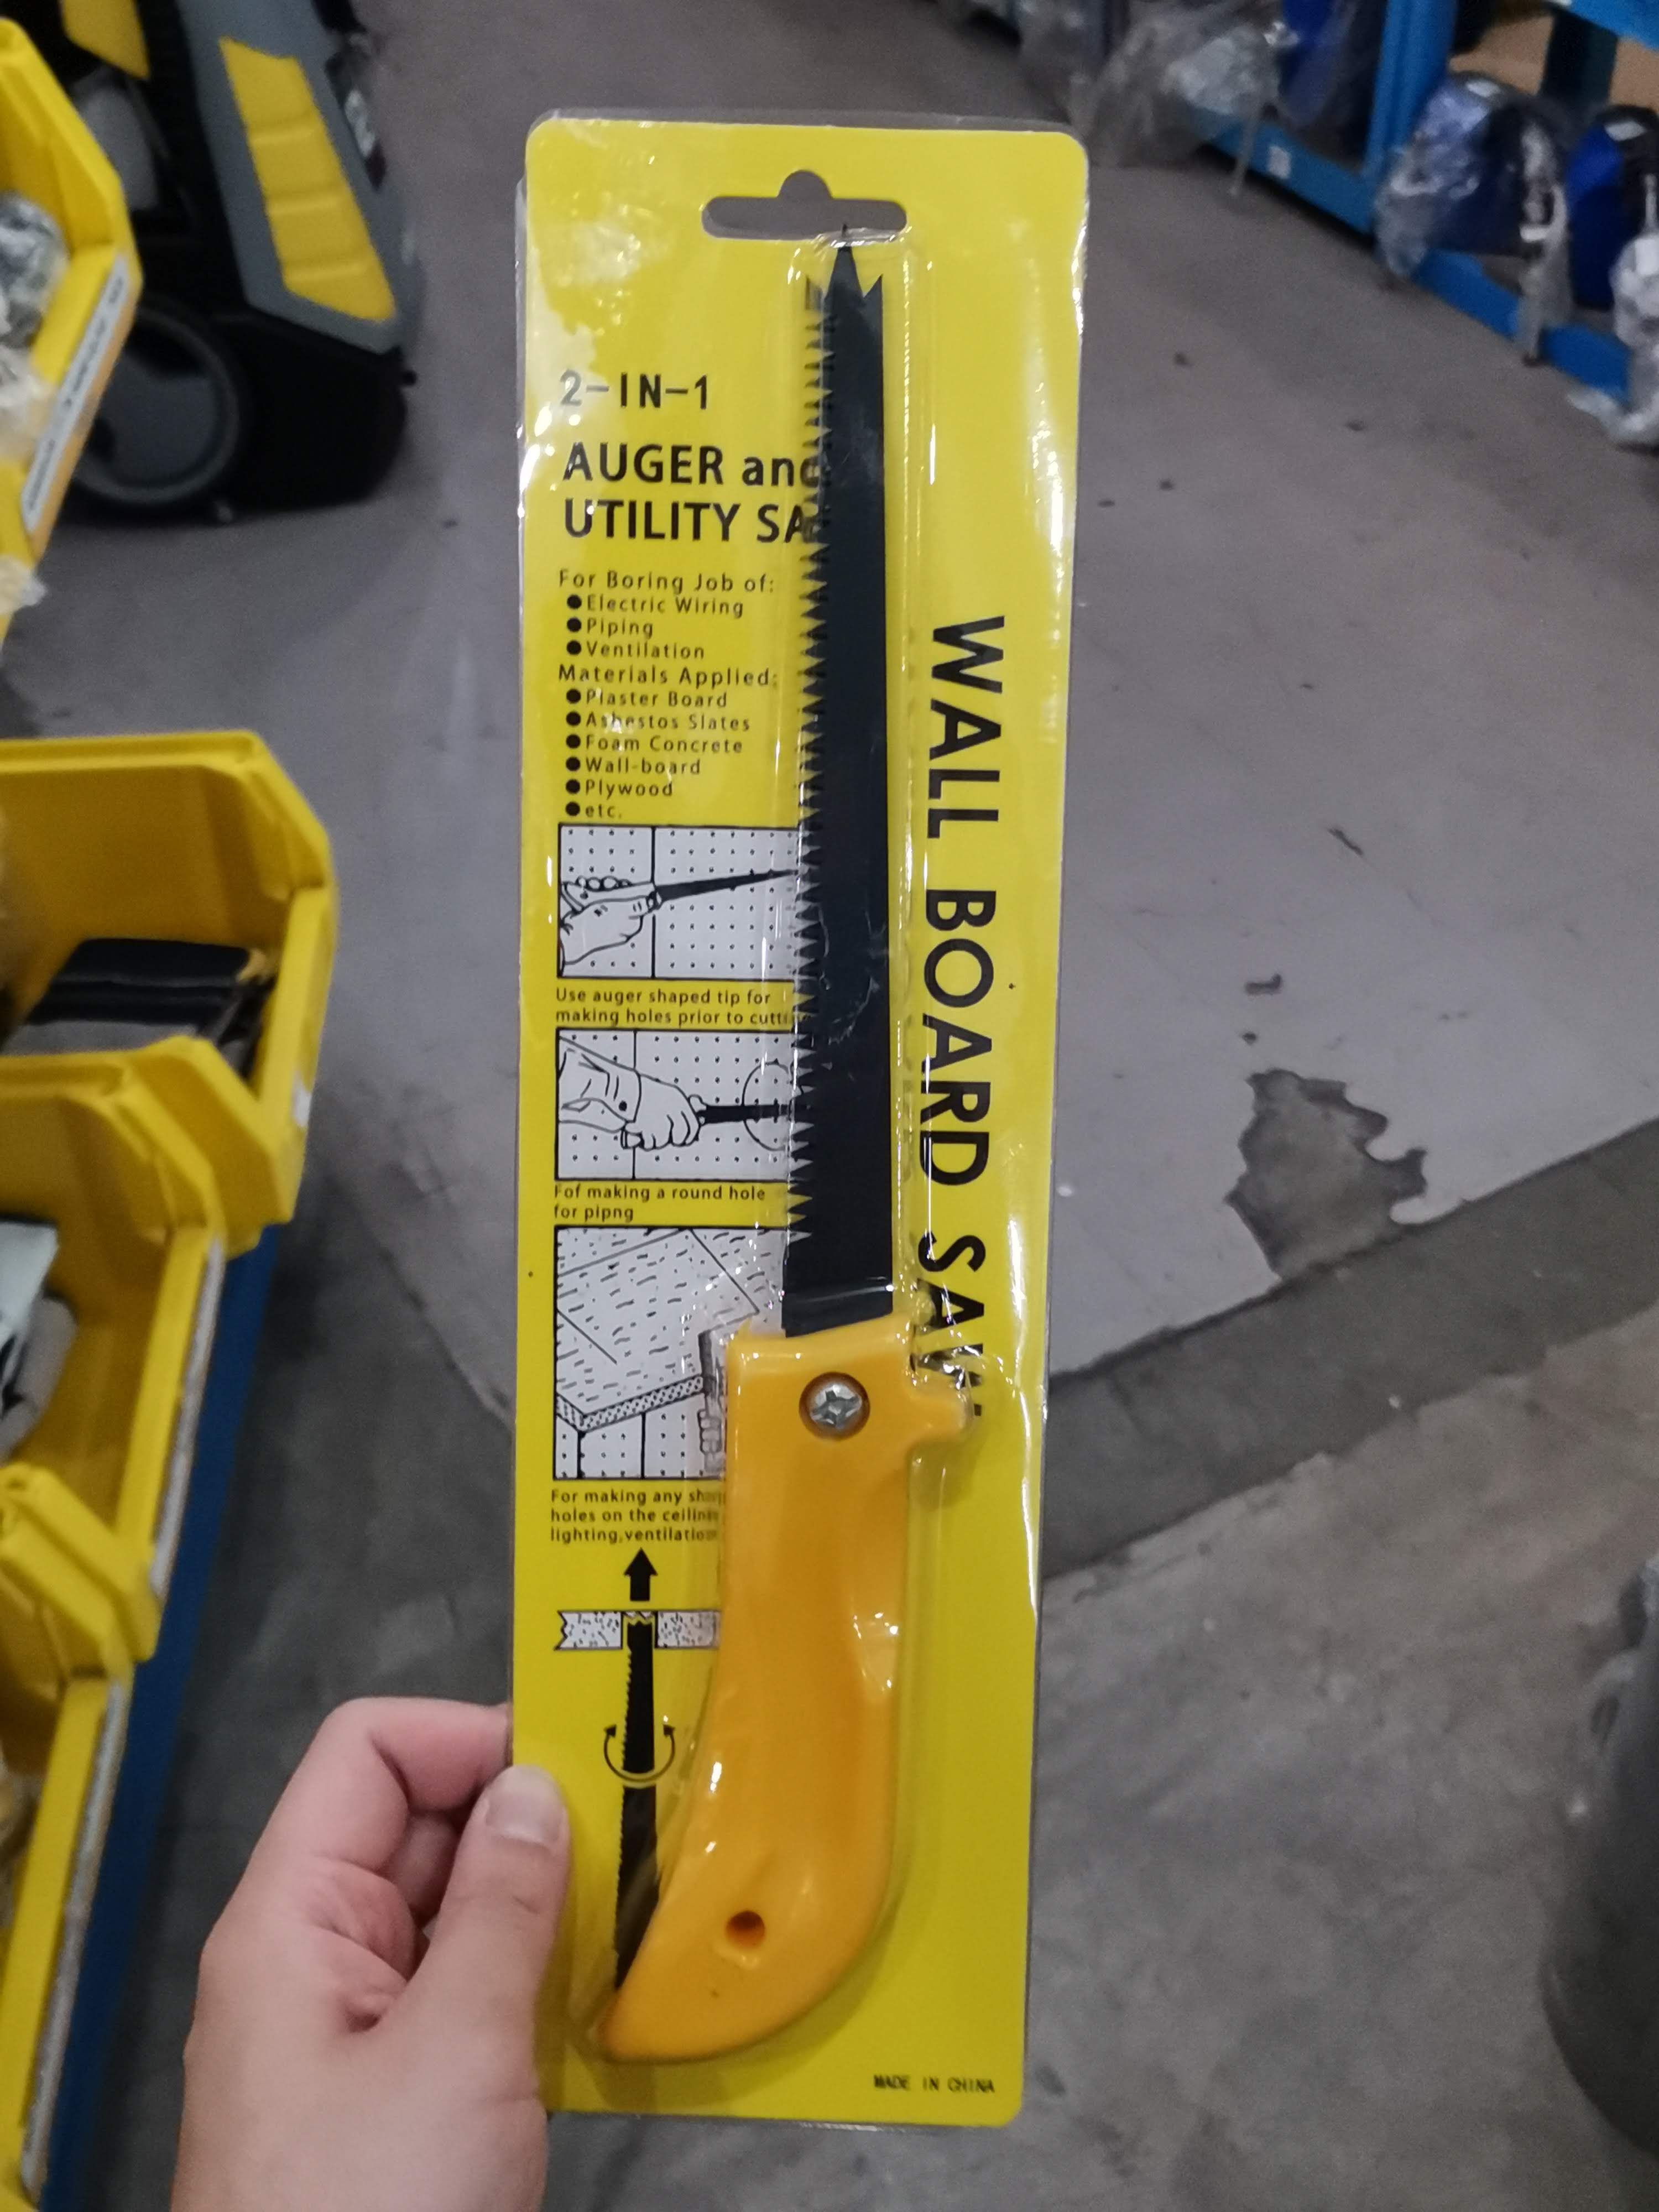 2-IN-1
AUGER and
UTILITY SA
For Boring Job of:
●Electric Wiring
●Piping
●Ventilation
Materials Applied:
●Plaster Board
●Asbestos Slates
●Foam Concrete
●Wall-board
●Plywood
●etc.
Use auger shaped tip for
making holes prior to cutti
Fof making a round hole
for pipng
For making any sha
holes on the ceilin
lighting,ventilatio
WALL BOARD SAW
MADE IN CHINA